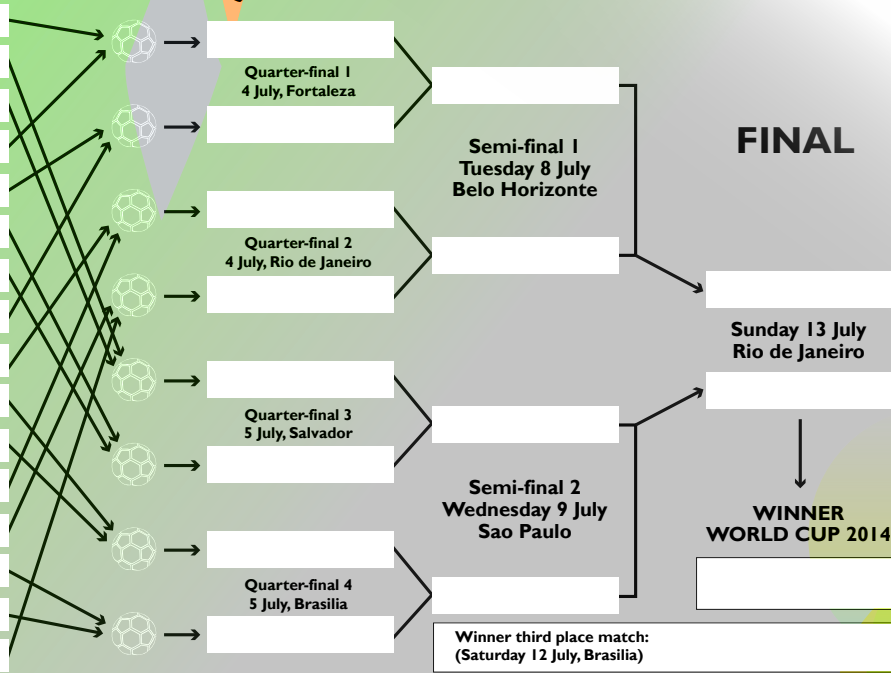 Quarter-final 1
4 July, Fortaleza
Semi-final 1
Tuesday 8 July
Belo Horizonte
FINAL
Quarter-final 2
4 July, Rio de Janeiro
Sunday 13 July
Rio de Janeiro
Quarter-final 3
5 July, Salvador
Semi-final 2
Wednesday 9 July
Sao Paulo
WINNER
WORLD CUP 2014
Quarter-final 4
5 July, Brasilia
Winner third place match:
(Saturday 12 July, Brasilia)